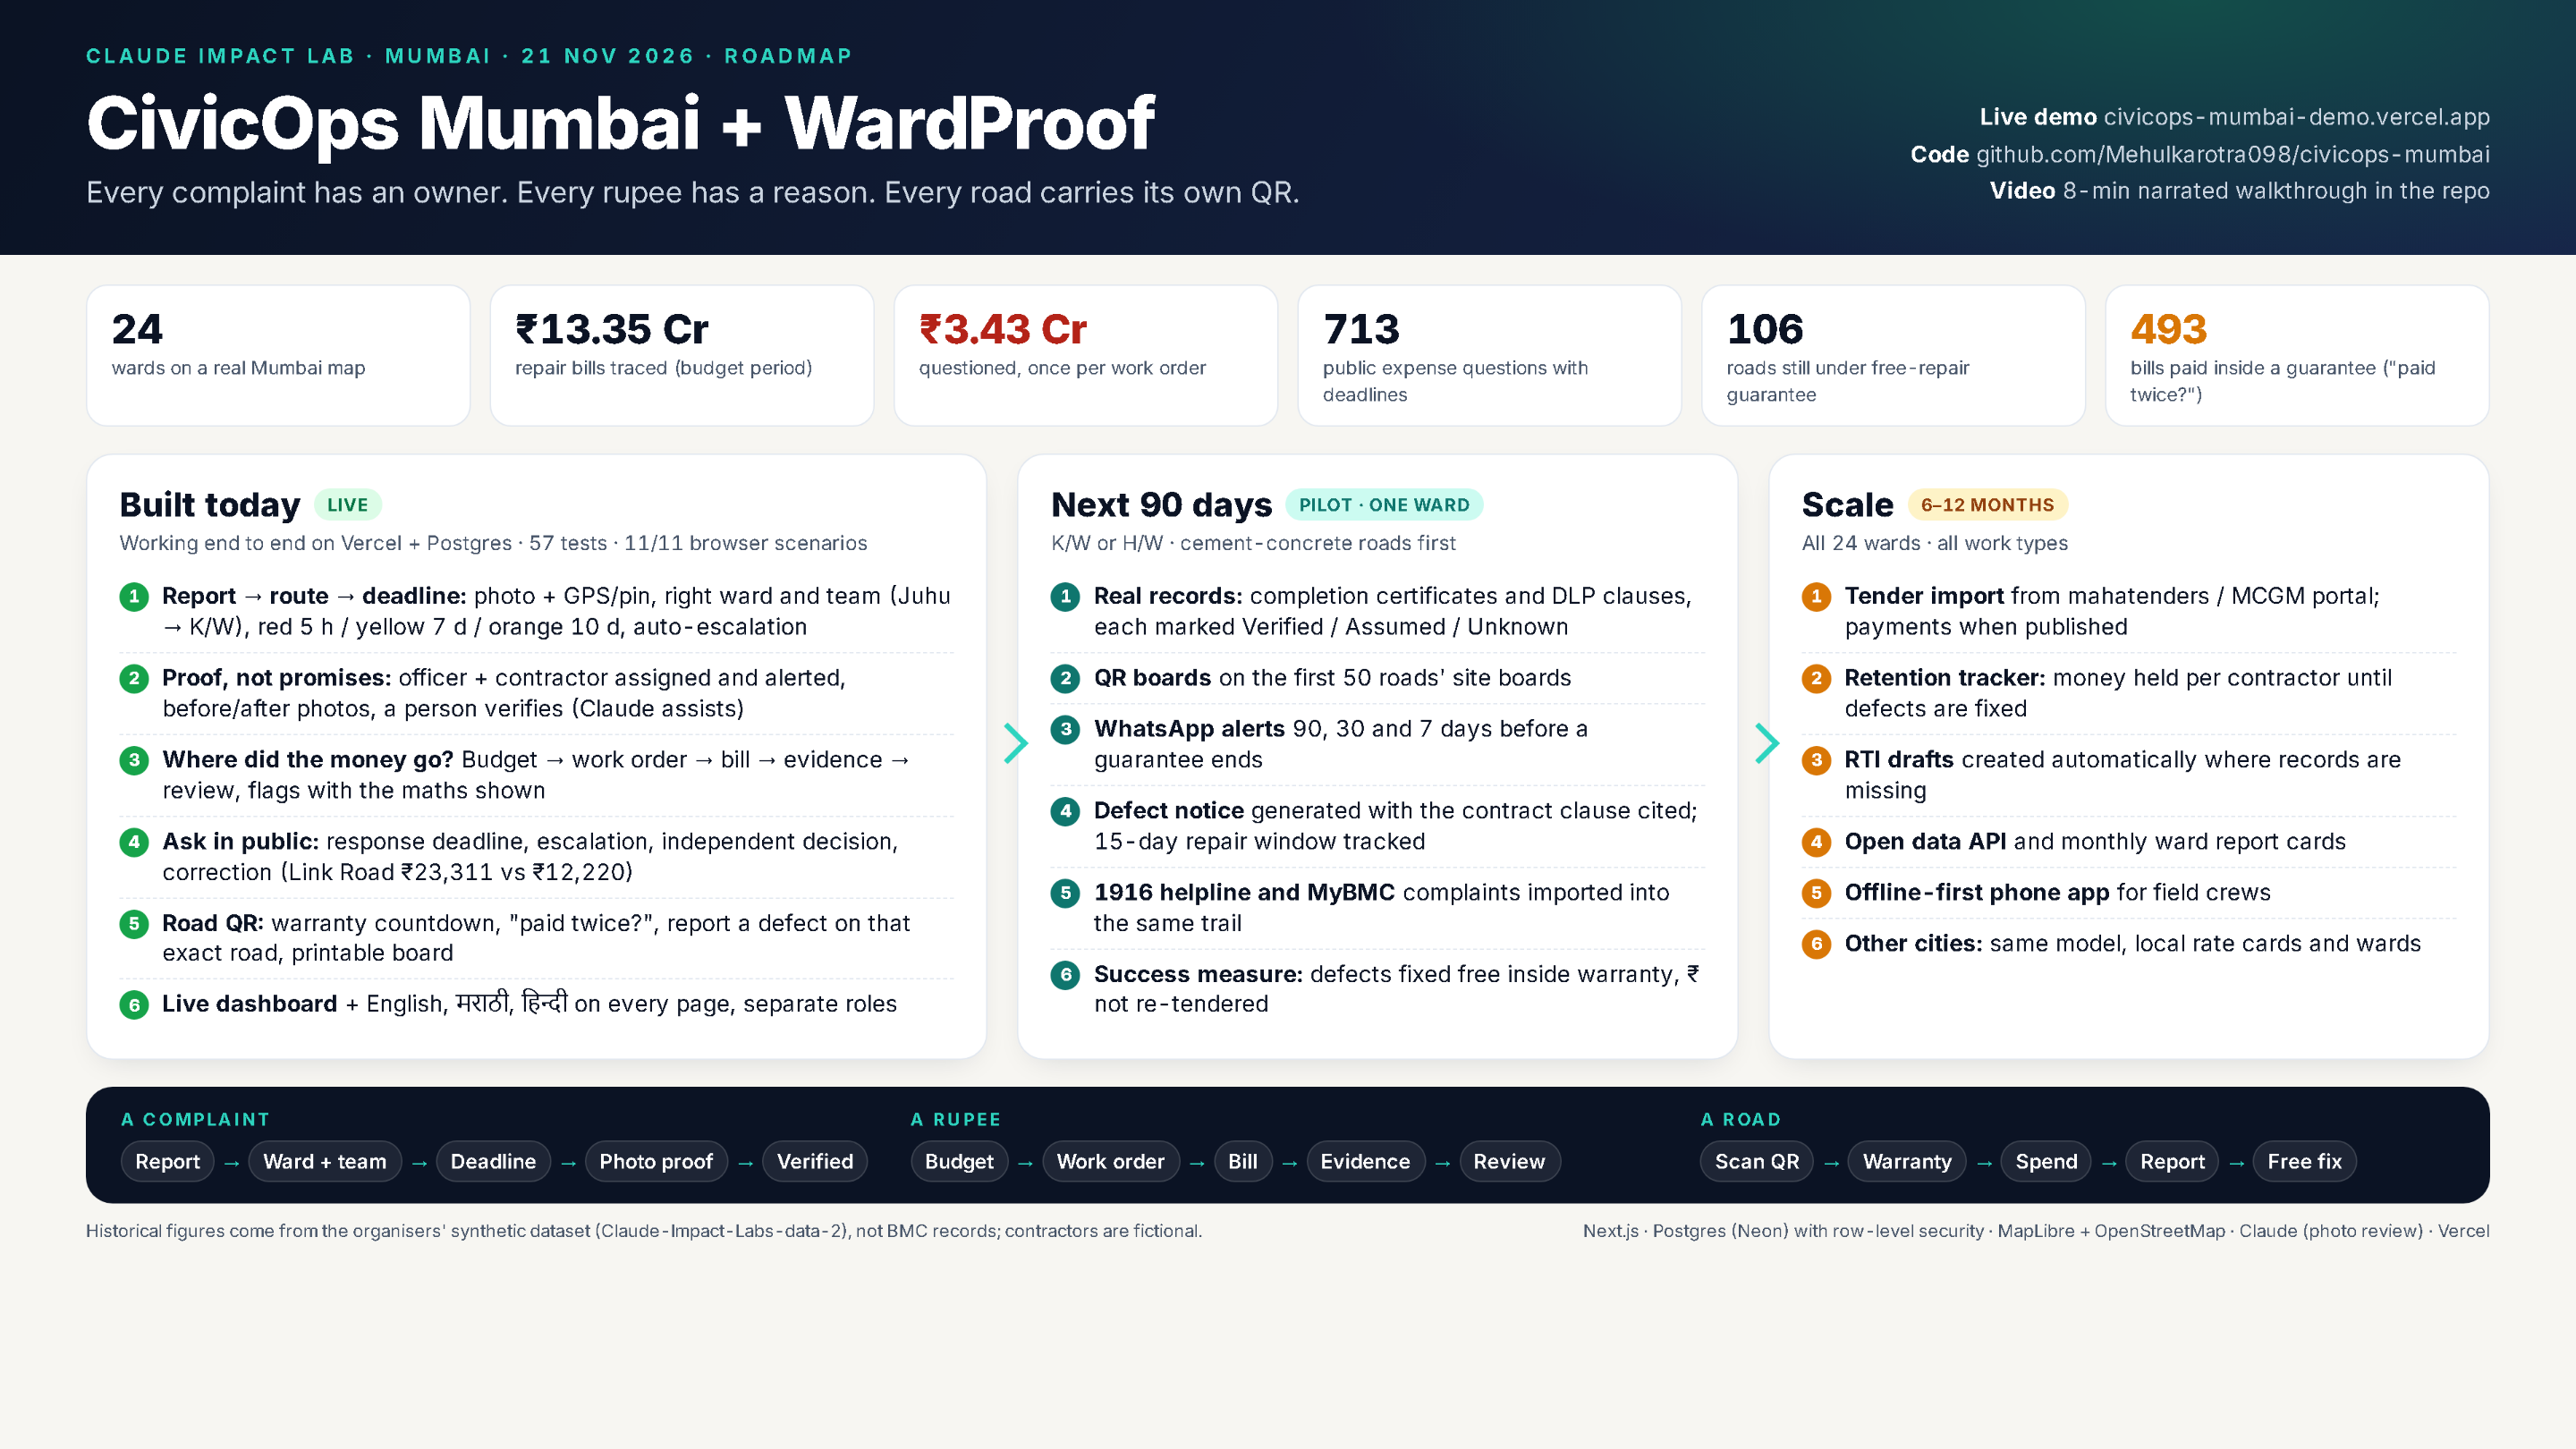 CLAUDE IMPACT LAB · MUMBAI · 21 NOV 2026 · ROADMAP
CivicOps Mumbai + WardProof
Every complaint has an owner. Every rupee has a reason. Every road carries its own QR.
Live demo civicops-mumbai-demo.vercel.app
Code github.com/Mehulkarotra098/civicops-mumbai
Video 8-min narrated walkthrough in the repo
24
wards on a real Mumbai map
₹13.35 Cr
repair bills traced (budget period)
₹3.43 Cr
questioned, once per work order
713
public expense questions with
deadlines
106
roads still under free-repair
guarantee
493
bills paid inside a guarantee ("paid
twice?")
Built today LIVE
Working end to end on Vercel + Postgres · 57 tests · 11/11 browser scenarios
1 Report → route → deadline: photo + GPS/pin, right ward and team (Juhu
→ K/W), red 5 h / yellow 7 d / orange 10 d, auto-escalation
2 Proof, not promises: officer + contractor assigned and alerted,
before/after photos, a person verifies (Claude assists)
3 Where did the money go? Budget → work order → bill → evidence →
review, flags with the maths shown
4 Ask in public: response deadline, escalation, independent decision,
correction (Link Road ₹23,311 vs ₹12,220)
5 Road QR: warranty countdown, "paid twice?", report a defect on that
exact road, printable board
6 Live dashboard + English, मराठी, हिन्दी on every page, separate roles
Next 90 days PILOT · ONE WARD
K/W or H/W · cement-concrete roads first
1 Real records: completion certificates and DLP clauses,
each marked Verified / Assumed / Unknown
2 QR boards on the first 50 roads' site boards
3 WhatsApp alerts 90, 30 and 7 days before a
guarantee ends
4 Defect notice generated with the contract clause cited;
15-day repair window tracked
5 1916 helpline and MyBMC complaints imported into
the same trail
6 Success measure: defects fixed free inside warranty, ₹
not re-tendered
Scale 6–12 MONTHS
All 24 wards · all work types
1 Tender import from mahatenders / MCGM portal;
payments when published
2 Retention tracker: money held per contractor until
defects are fixed
3 RTI drafts created automatically where records are
missing
4 Open data API and monthly ward report cards
5 Offline-first phone app for field crews
6 Other cities: same model, local rate cards and wards
A COMPLAINT
Report → Ward + team → Deadline → Photo proof → Verified
A RUPEE
Budget → Work order → Bill → Evidence → Review
A ROAD
Scan QR → Warranty → Spend → Report → Free fix
Historical figures come from the organisers' synthetic dataset (Claude-Impact-Labs-data-2), not BMC records; contractors are fictional.
Next.js · Postgres (Neon) with row-level security · MapLibre + OpenStreetMap · Claude (photo review) · Vercel